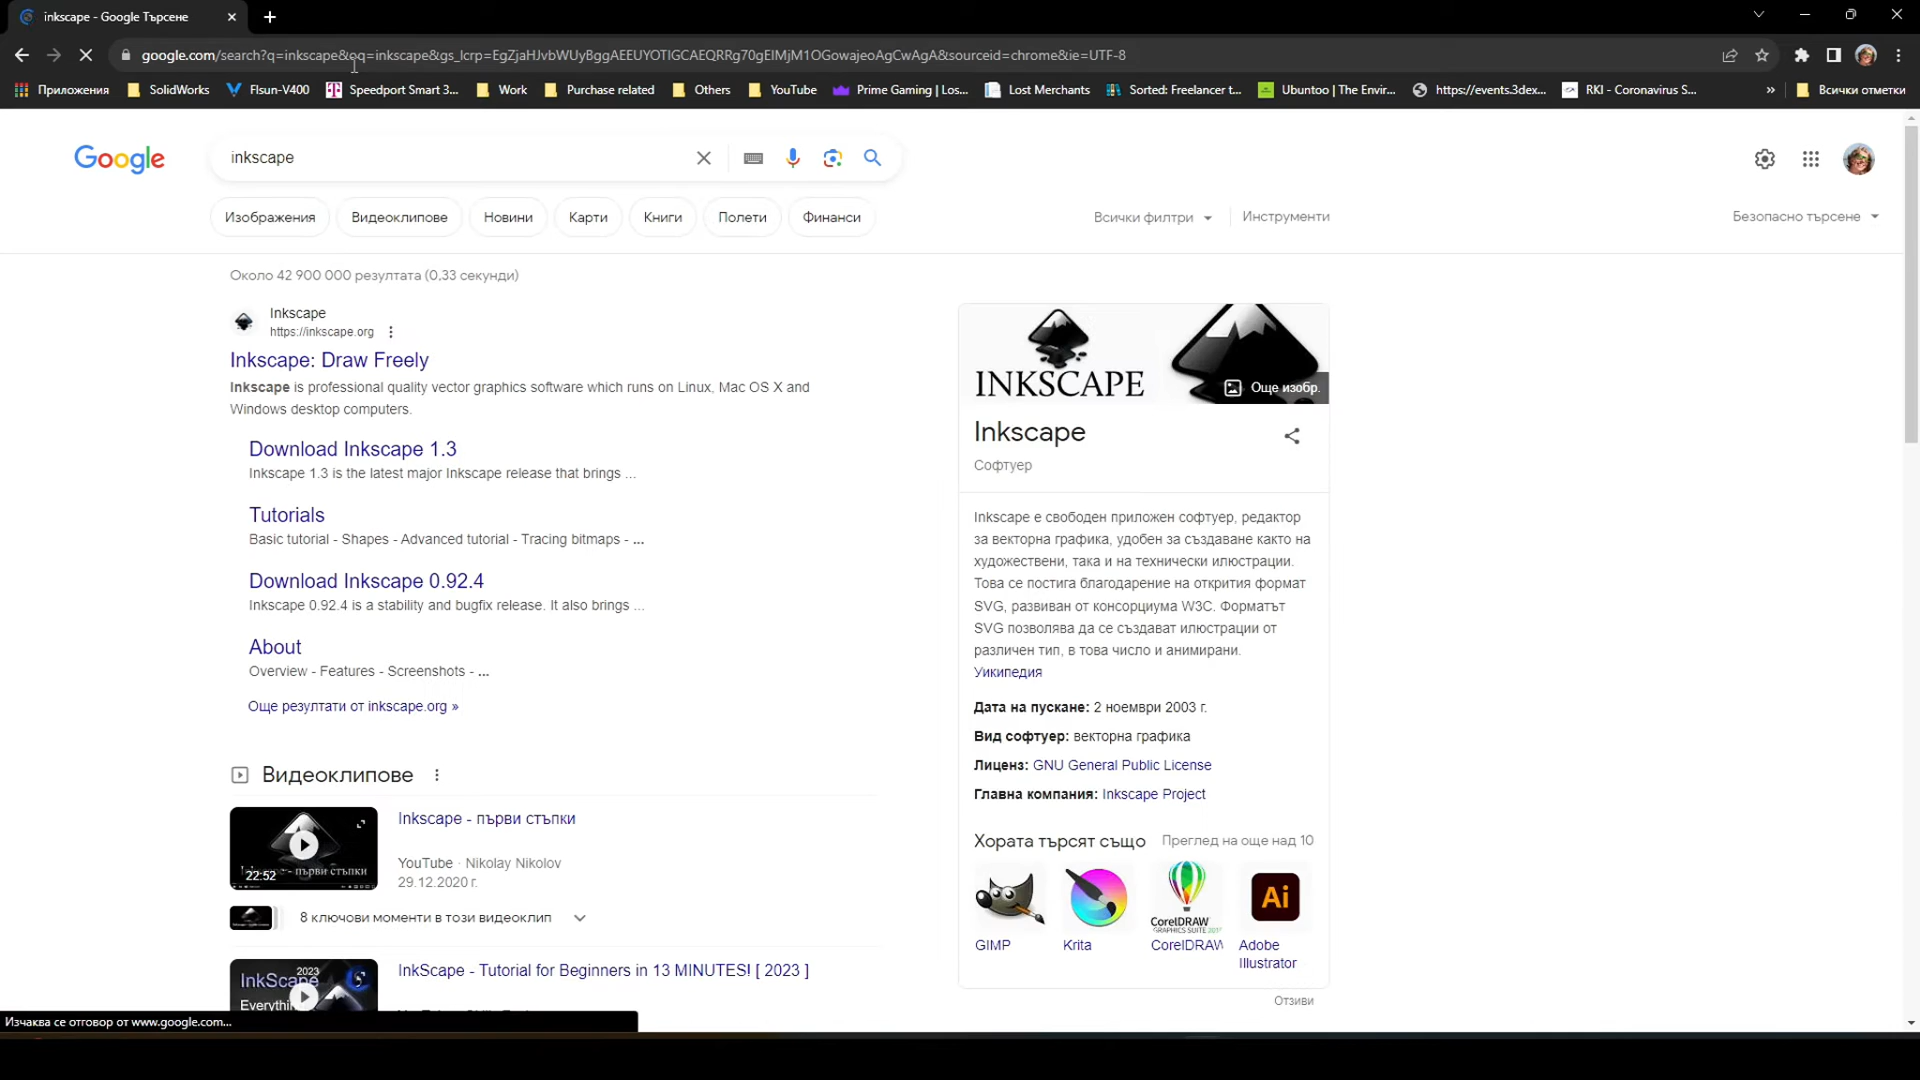 inkscape - Google Търсене
google.com/search?q=inkscape&oq=inkscape&gs_lcrp=EgZjaHJvbWUyBggAEEUYOTIGCAEQRRg70gEIMjM1OGowajeoAgCwAgA&sourceid=chrome&ie=UTF-8
Приложения SolidWorks Flsun-V400 Speedport Smart 3... Work Purchase related Others YouTube Prime Gaming | Los... Lost Merchants Sorted: Freelancer t... Ubuntoo | The Envir... https://events.3dex... RKI - Coronavirus S... » Всички отметки
Google inkscape
Изображения Видеоклипове Новини Карти Книги Полети Финанси Всички филтри Инструменти Безопасно търсене
Около 42 900 000 резултата (0,33 секунди)
Inkscape
https://inkscape.org
Inkscape: Draw Freely
Inkscape is professional quality vector graphics software which runs on Linux, Mac OS X and
Windows desktop computers.
Download Inkscape 1.3
Inkscape 1.3 is the latest major Inkscape release that brings ...
Tutorials
Basic tutorial - Shapes - Advanced tutorial - Tracing bitmaps - ...
Download Inkscape 0.92.4
Inkscape 0.92.4 is a stability and bugfix release. It also brings ...
About
Overview - Features - Screenshots - ...
Още резултати от inkscape.org »
Видеоклипове
Inkscape - първи стъпки
22:52
YouTube · Nikolay Nikolov
29.12.2020 г.
8 ключови момента в този видеоклип
InkScape - Tutorial for Beginners in 13 MINUTES! [ 2023 ]
2023
InkScape
Everythin
INKSCAPE
Още изобр.
Inkscape
Софтуер
Inkscape е свободен приложен софтуер, редактор
за векторна графика, удобен за създаване както на
художествени, така и на технически илюстрации.
Това се постига благодарение на открития формат
SVG, развиван от консорциума W3C. Форматът
SVG позволява да се създават илюстрации от
различен тип, в това число и анимирани.
Уикипедия
Дата на пускане: 2 ноември 2003 г.
Вид софтуер: векторна графика
Лиценз: GNU General Public License
Главна компания: Inkscape Project
Хората търсят също Преглед на още над 10
CorelDRAW
Ai
GIMP Krita CorelDRAW Adobe
Illustrator
Отзиви
Изчаква се отговор от www.google.com...